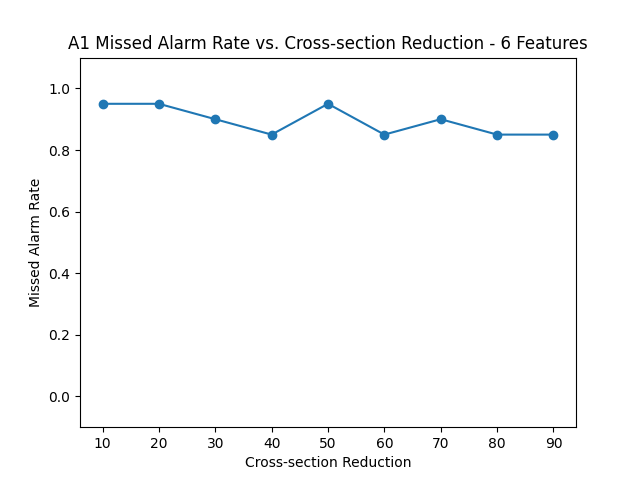 A1 Missed Alarm Rate vs. Cross-section Reduction - 6 Features
1.0
0.8
0.6
0.4
0.2
0.0
Missed Alarm Rate
10 20 30 40 50 60 70 80 90
Cross-section Reduction